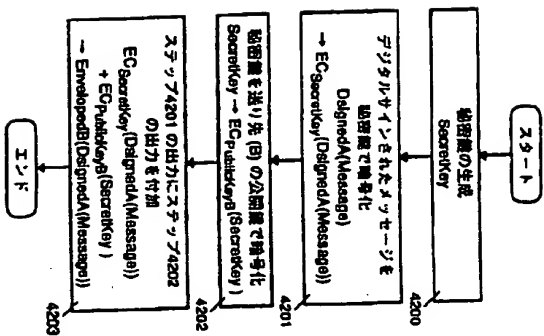 スタート
秘密鍵の生成
SecretKey
4200
デジタルサインされたメッセージを
秘密鍵で暗号化
DsignedA(Message)
→ ECSecretKey(DsignedA(Message))
4201
秘密鍵を送り先 (B) の公開鍵で暗号化
SecretKey → ECPublicKeyB(SecretKey)
4202
ステップ4201 の出力にステップ4202
の出力を付加
ECSecretKey(DsignedA(Message))
+ ECPublicKeyB(SecretKey)
→ EnvelopedB(DsignedA(Message))
4203
エンド